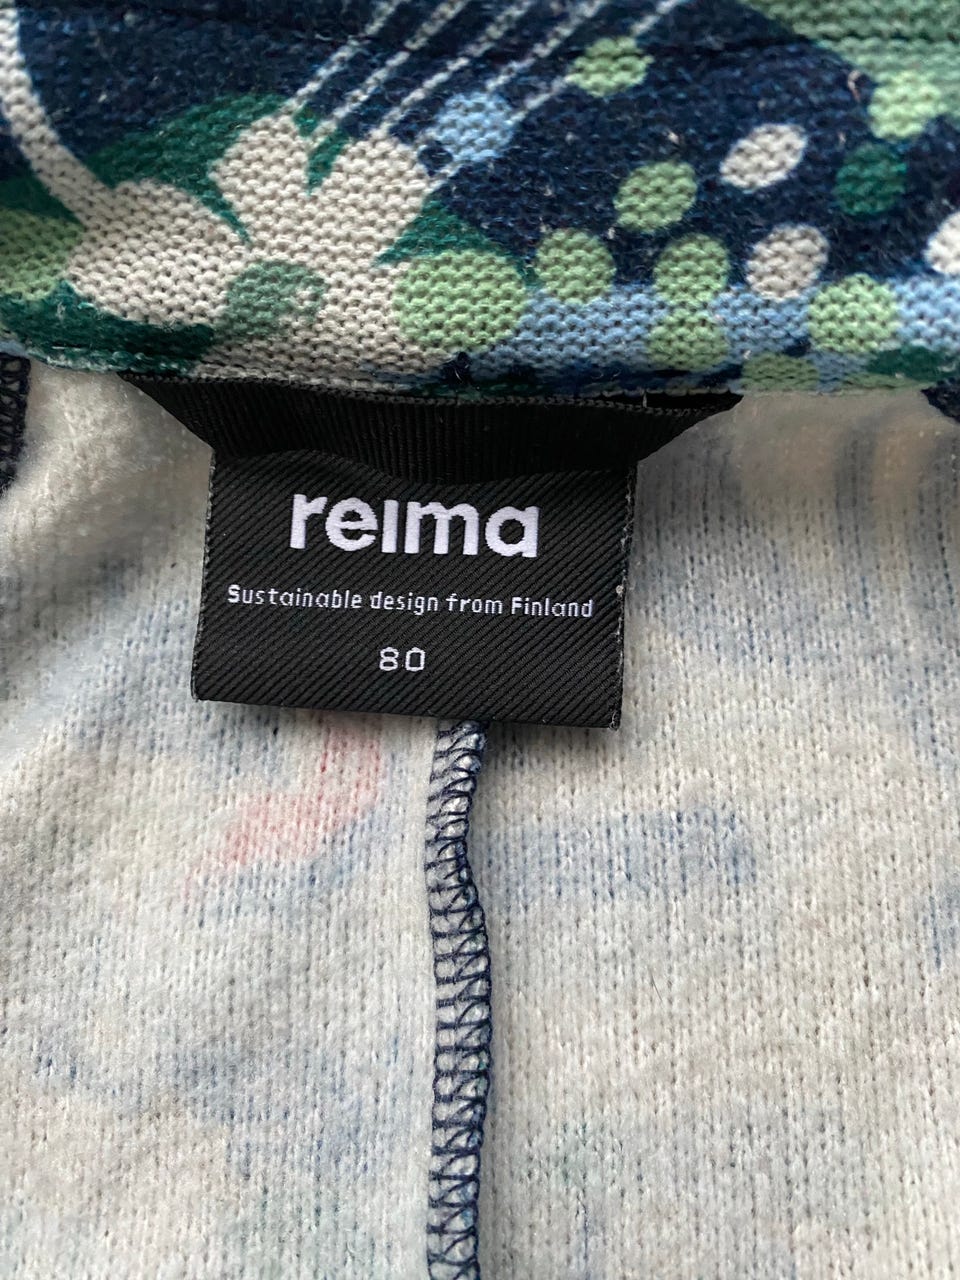 reima
Sustainable design from Finland
80